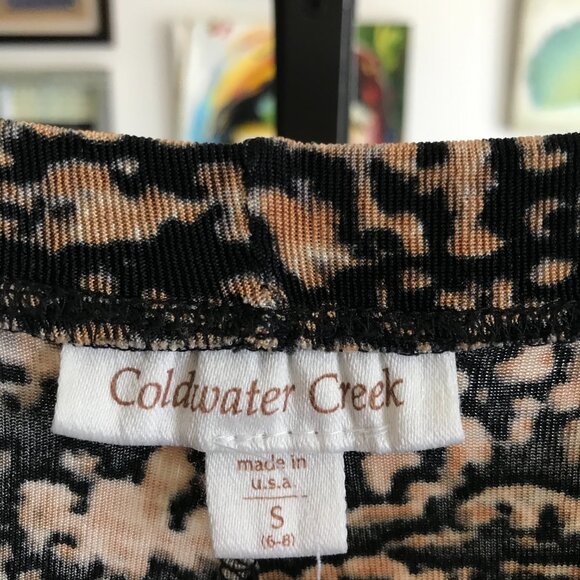 Coldwater Creek
made in
u.s.a.
S
(6-8)